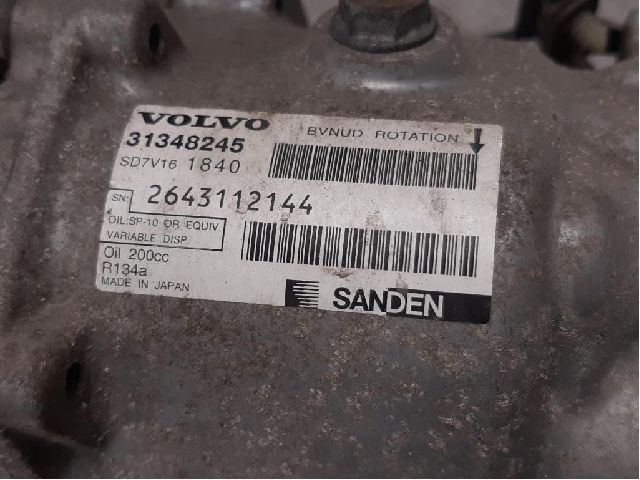 VOLVO
31348245
BVNUD ROTATION
SD7V16 1840
SN: 2643112144
OIL:SP-10 OR EQUIV.
VARIABLE DISP.
Oil 200cc
R134a
MADE IN JAPAN
SANDEN